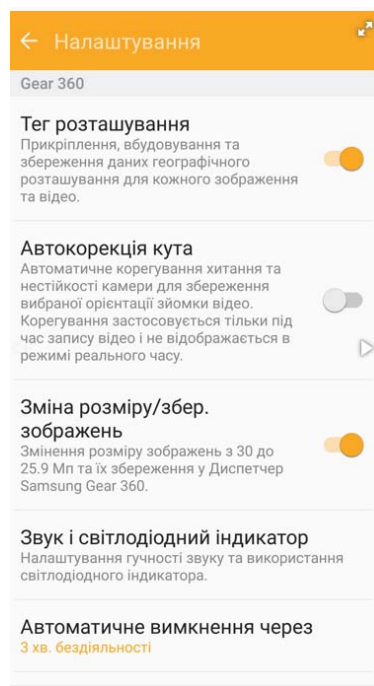 Налаштування
Gear 360
Тег розташування
Прикріплення, вбудовування та
збереження даних географічного
розташування для кожного зображення
та відео.
Автокорекція кута
Автоматичне корегування хитання та
нестійкості камери для збереження
вибраної орієнтації зйомки відео.
Корегування застосовується тільки під
час запису відео і не відображається в
режимі реального часу.
Зміна розміру/збер.
зображень
Змінення розміру зображень з 30 до
25.9 Мп та їх збереження у Диспетчер
Samsung Gear 360.
Звук і світлодіодний індикатор
Налаштування гучності звуку та використання
світлодіодного індикатора.
Автоматичне вимкнення через
3 хв. бездіяльності